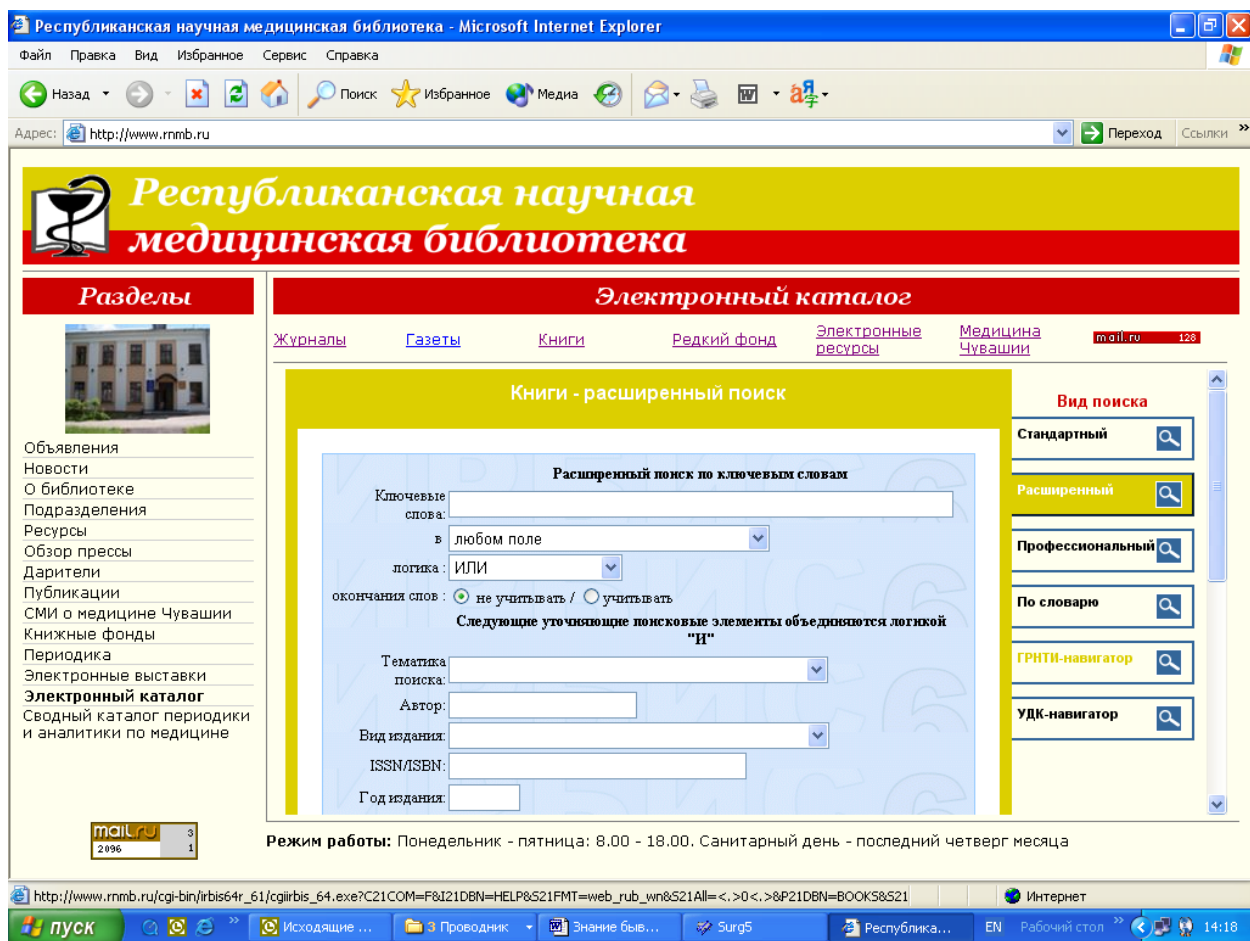 Республиканская научная медицинская библиотека - Microsoft Internet Explorer
Файл Правка Вид Избранное Сервис Справка
Назад Поиск Избранное Медиа
Адрес: http://www.rnmb.ru Переход Ссылки »
Республиканская научная
медицинская библиотека
Разделы
Объявления
Новости
О библиотеке
Подразделения
Ресурсы
Обзор прессы
Дарители
Публикации
СМИ о медицине Чувашии
Книжные фонды
Периодика
Электронные выставки
Электронный каталог
Сводный каталог периодики
и аналитики по медицине
mail.ru 3
2096 1
Электронный каталог
Журналы Газеты Книги Редкий фонд Электронные ресурсы Медицина Чувашии mail.ru 128
Книги - расширенный поиск
ИРБИС6
Расширенный поиск по ключевым словам
Ключевые
слова:
в любом поле
логика : ИЛИ
окончания слов : не учитывать / учитывать
Следующие уточняющие поисковые элементы объединяются логикой
"И"
Тематика
поиска:
Автор:
Вид издания:
ISSN/ISBN:
Год издания:
Вид поиска
Стандартный
Расширенный
Профессиональный
По словарю
ГРНТИ-навигатор
УДК-навигатор
Режим работы: Понедельник - пятница: 8.00 - 18.00. Санитарный день - последний четверг месяца
http://www.rnmb.ru/cgi-bin/irbis64r_61/cgiirbis_64.exe?C21COM=F&I21DBN=HELP&S21FMT=web_rub_wn&S21All=<.>0<.>&P21DBN=BOOKS&S21 Интернет
пуск » Исходящие ... 3 Проводник Знание быв... Surg5 Республика... EN Рабочий стол » 14:18